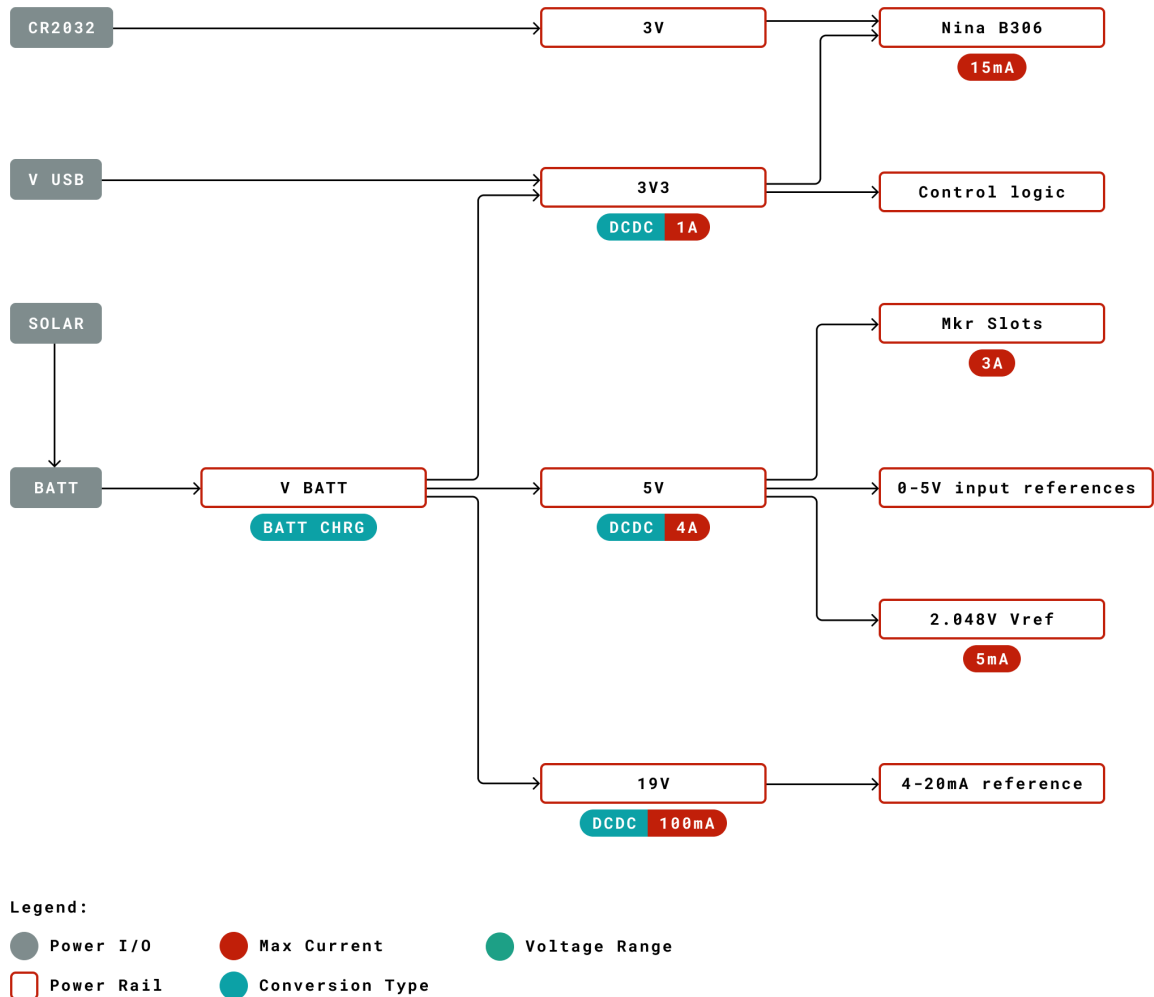 CR2032
3V
Nina B306
15mA
V USB
3V3
DCDC 1A
Control logic
SOLAR
Mkr Slots
3A
BATT
V BATT
BATT CHRG
5V
DCDC 4A
0-5V input references
2.048V Vref
5mA
19V
DCDC 100mA
4-20mA reference
Legend:
Power I/O
Max Current
Voltage Range
Power Rail
Conversion Type